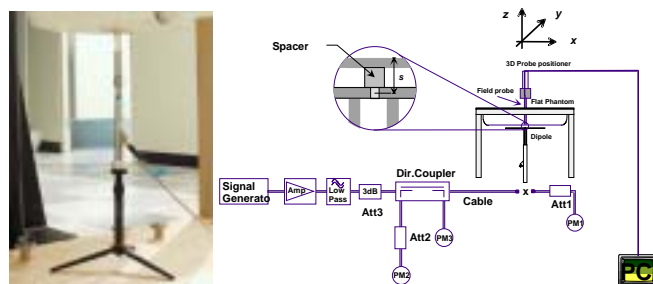 z
y
x
Spacer
s
3D Probe positioner
Field probe
Flat Phantom
Dipole
Dir.Coupler
Signal
Generato
Amp
Low
Pass
3dB
Att3
Cable
x
Att1
PM1
Att2
PM3
PM2
PC